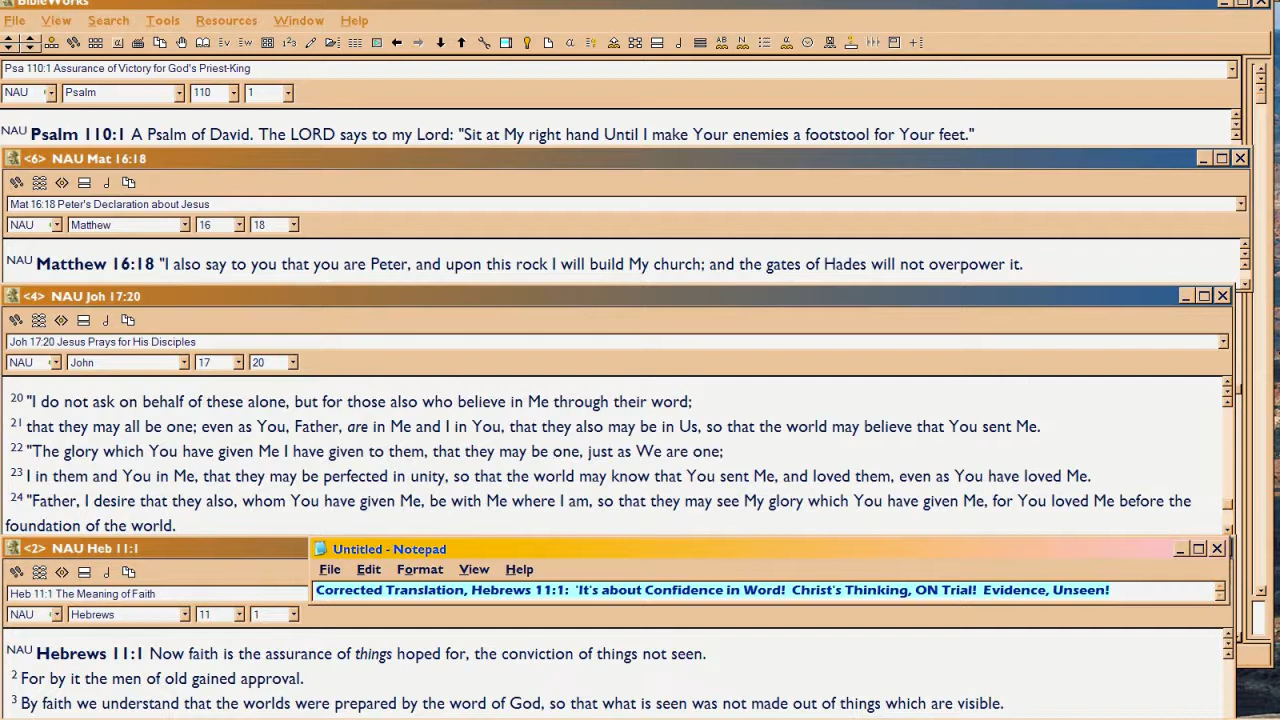 BibleWorks
File View Search Tools Resources Window Help
Psa 110:1 Assurance of Victory for God's Priest-King
NAU Psalm 110 1
NAU Psalm 110:1 A Psalm of David. The LORD says to my Lord: "Sit at My right hand Until I make Your enemies a footstool for Your feet."
<6> NAU Mat 16:18
Mat 16:18 Peter's Declaration about Jesus
NAU Matthew 16 18
NAU Matthew 16:18 "I also say to you that you are Peter, and upon this rock I will build My church; and the gates of Hades will not overpower it.
<4> NAU Joh 17:20
Joh 17:20 Jesus Prays for His Disciples
NAU John 17 20
20 "I do not ask on behalf of these alone, but for those also who believe in Me through their word;
21 that they may all be one; even as You, Father, are in Me and I in You, that they also may be in Us, so that the world may believe that You sent Me.
22 "The glory which You have given Me I have given to them, that they may be one, just as We are one;
23 I in them and You in Me, that they may be perfected in unity, so that the world may know that You sent Me, and loved them, even as You have loved Me.
24 "Father, I desire that they also, whom You have given Me, be with Me where I am, so that they may see My glory which You have given Me, for You loved Me before the
foundation of the world.
<2> NAU Heb 11:1
Untitled - Notepad
File Edit Format View Help
Corrected Translation, Hebrews 11:1: 'It's about Confidence in Word! Christ's Thinking, ON Trial! Evidence, Unseen!
Heb 11:1 The Meaning of Faith
NAU Hebrews 11 1
NAU Hebrews 11:1 Now faith is the assurance of things hoped for, the conviction of things not seen.
2 For by it the men of old gained approval.
3 By faith we understand that the worlds were prepared by the word of God, so that what is seen was not made out of things which are visible.